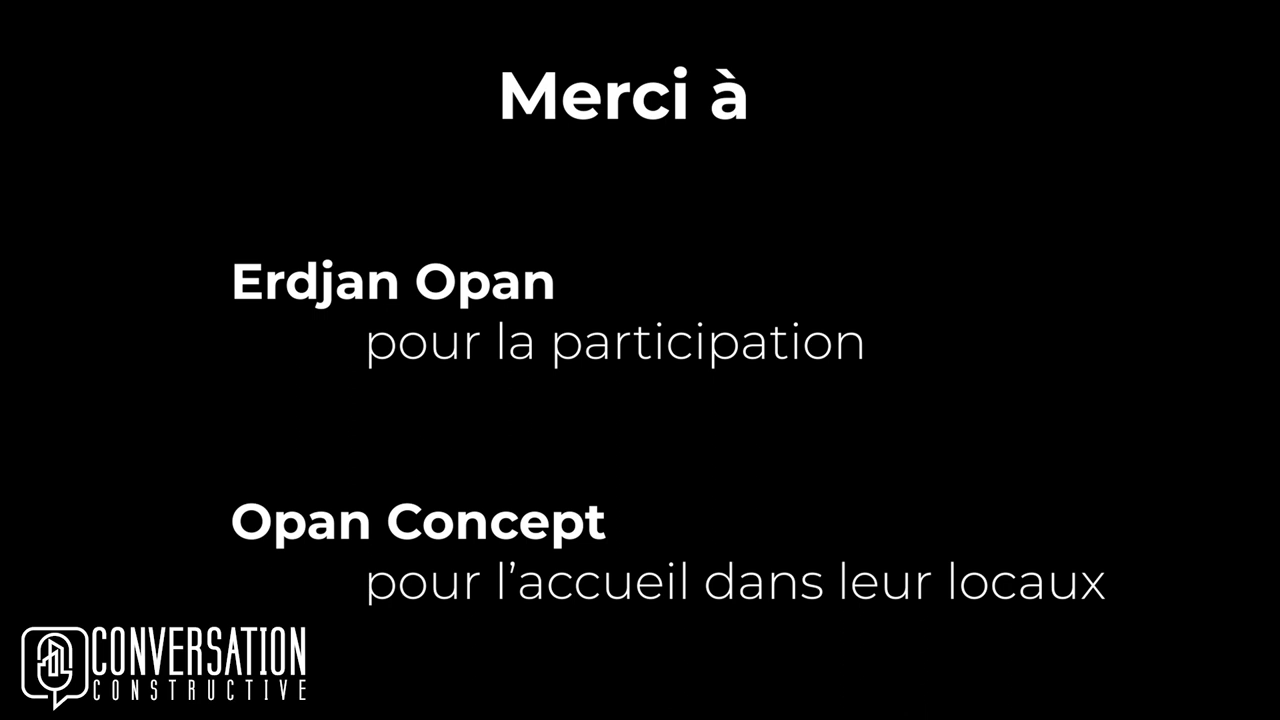 Merci à
Erdjan Opan
pour la participation
Opan Concept
pour l’accueil dans leur locaux
CONVERSATION
CONSTRUCTIVE